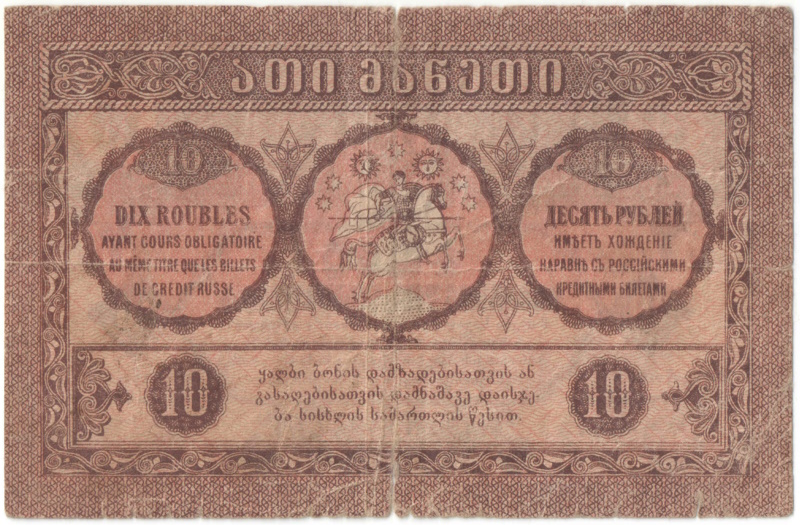 ათი მანეთი
10
DIX ROUBLES
AYANT COURS OBLIGATOIRE
AU MÊME TITRE QUE LES BILLETS
DE CREDIT RUSSE
10
ДЕСЯТЬ РУБЛЕЙ
ИМѢЕТЪ ХОЖДЕНІЕ
НАРАВНѢ СЪ РОССІЙСКИМИ
КРЕДИТНЫМИ БИЛЕТАМИ
10
ყალბი ბონის დამზადებისათვის ან
გასაღებისათვის დამნაშავე დაისჯე-
ბა სისხლის სამართლის წესით.
10